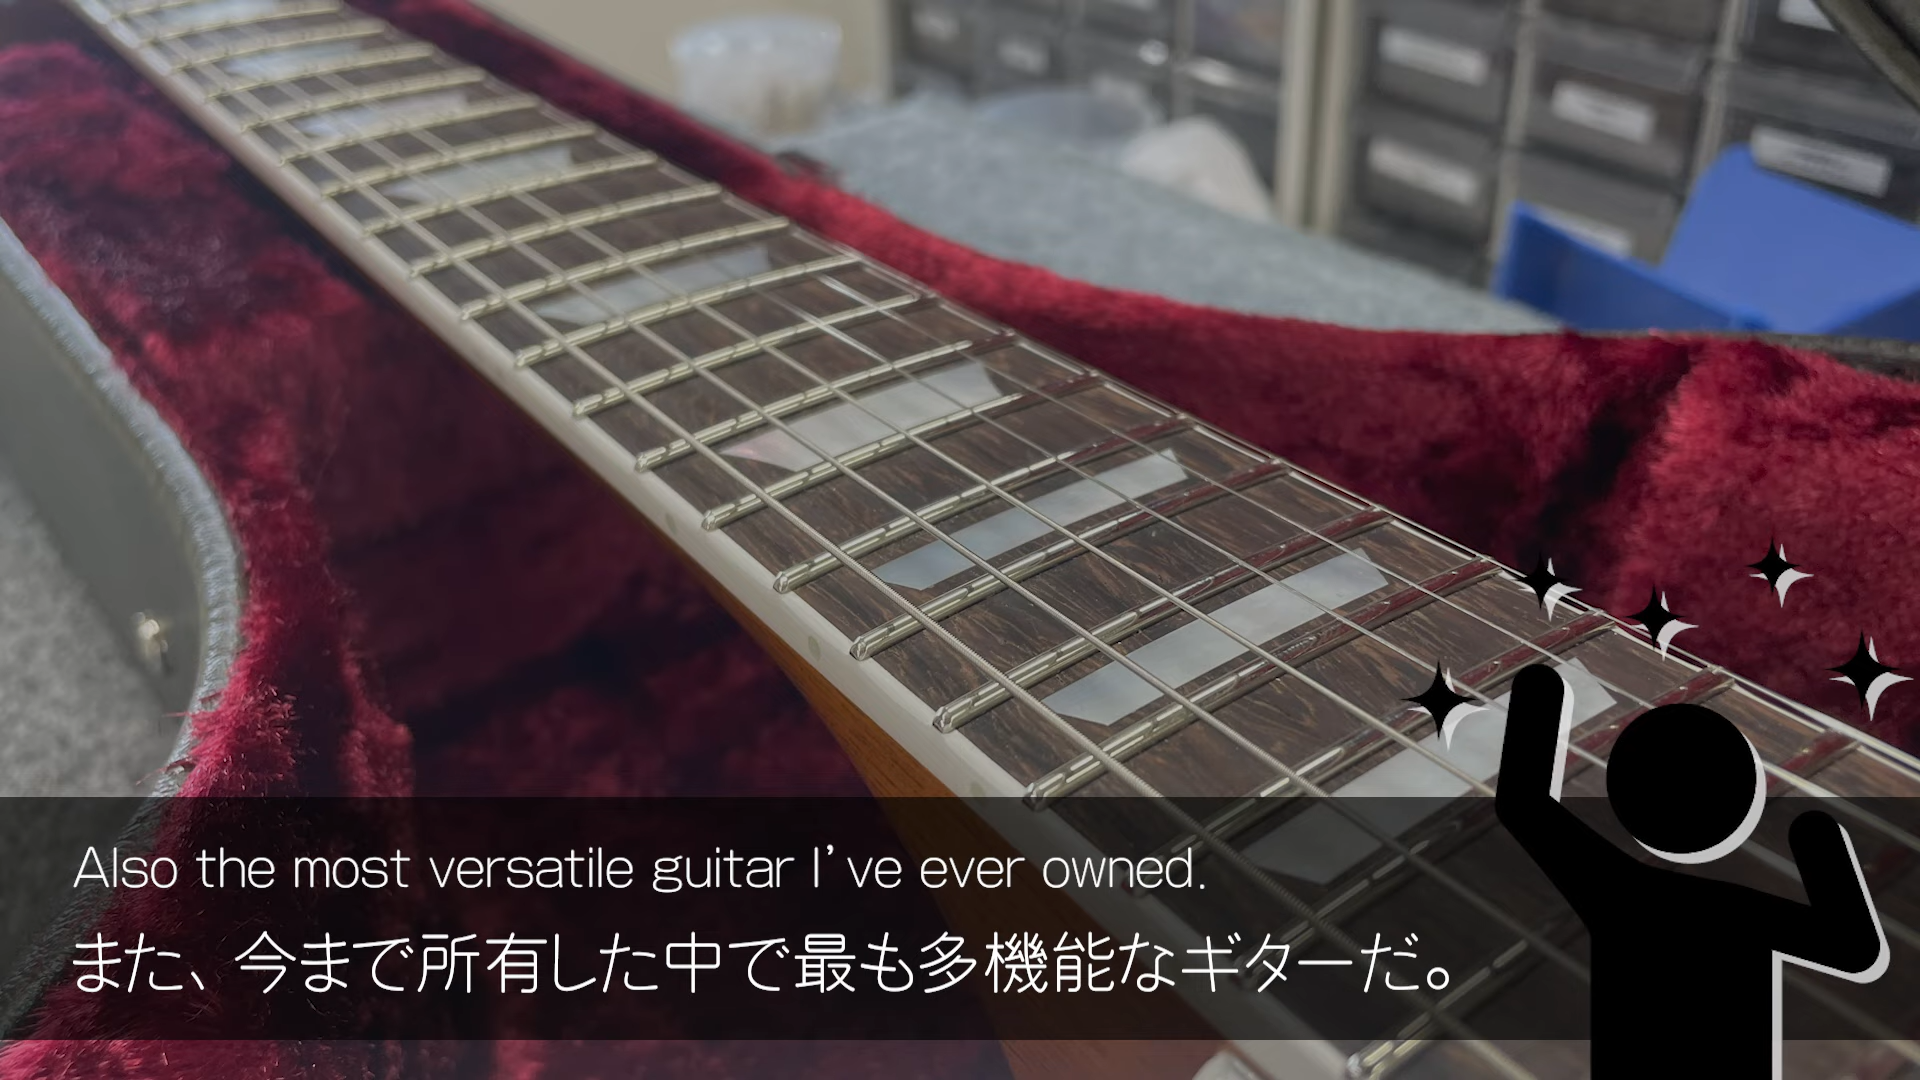 Also the most versatile guitar I've ever owned.
また、今まで所有した中で最も多機能なギターだ。